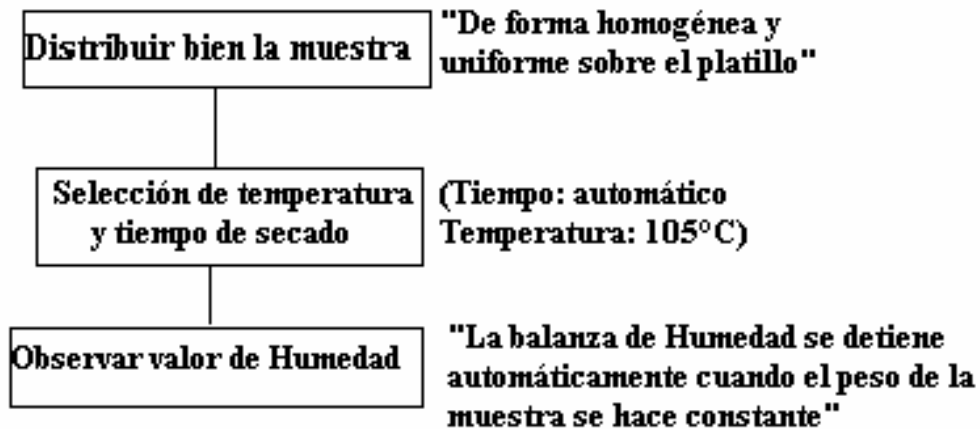 Distribuir bien la muestra
"De forma homogénea y
uniforme sobre el platillo"
Selección de temperatura
y tiempo de secado
(Tiempo: automático
Temperatura: 105°C)
Observar valor de Humedad
"La balanza de Humedad se detiene
automáticamente cuando el peso de la
muestra se hace constante"